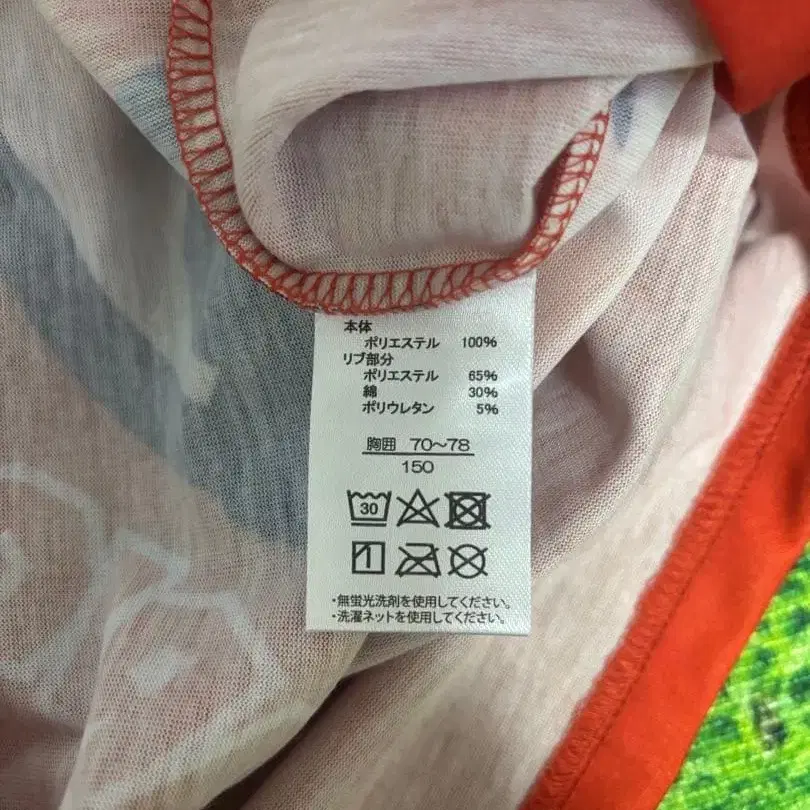 本体
ポリエステル 100%
リブ部分
ポリエステル 65%
綿 30%
ポリウレタン 5%
胸囲 70～78
150
30
・無蛍光洗剤を使用してください。
・洗濯ネットを使用してください。